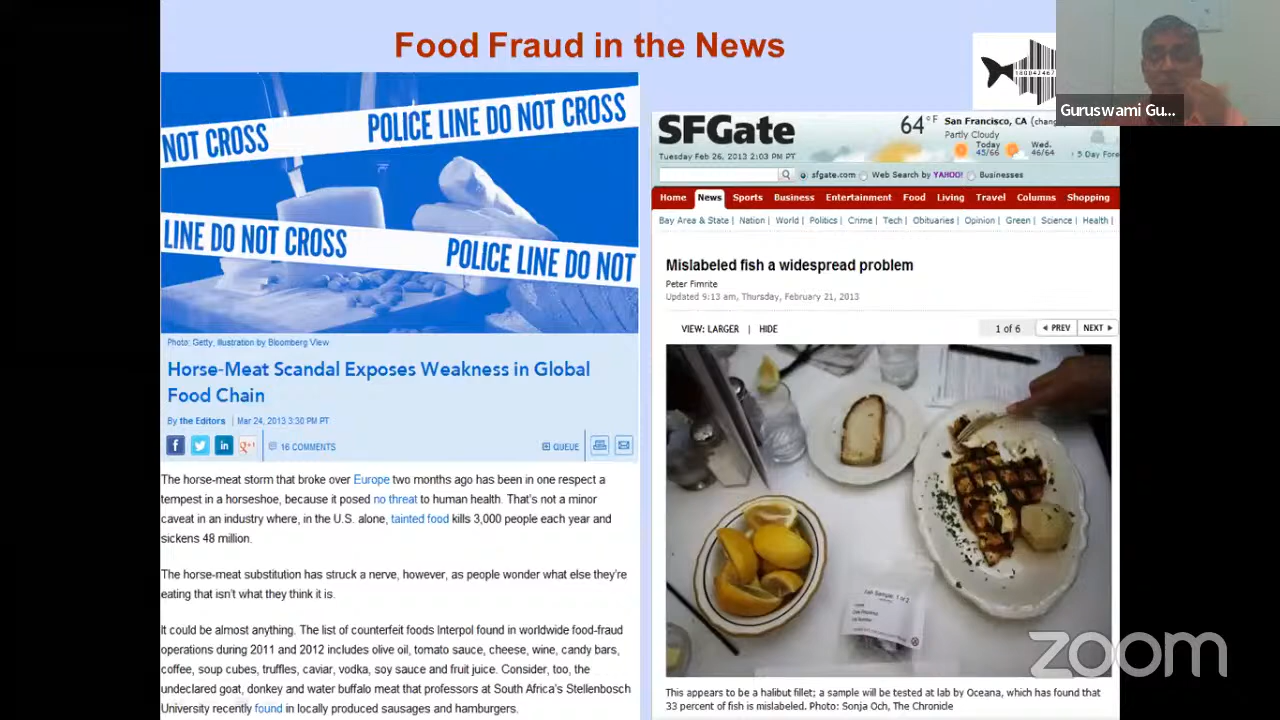 Food Fraud in the News
180042467
Guruswami Gu...
NOT CROSS
POLICE LINE DO NOT CROSS
LINE DO NOT CROSS
POLICE LINE DO NOT
Photo: Getty, Illustration by Bloomberg View
Horse-Meat Scandal Exposes Weakness in Global
Food Chain
By the Editors | Mar 24, 2013 3:30 PM PT
16 COMMENTS
QUEUE
The horse-meat storm that broke over Europe two months ago has been in one respect a
tempest in a horseshoe, because it posed no threat to human health. That's not a minor
caveat in an industry where, in the U.S. alone, tainted food kills 3,000 people each year and
sickens 48 million.
The horse-meat substitution has struck a nerve, however, as people wonder what else they're
eating that isn't what they think it is.
It could be almost anything. The list of counterfeit foods Interpol found in worldwide food-fraud
operations during 2011 and 2012 includes olive oil, tomato sauce, cheese, wine, candy bars,
coffee, soup cubes, truffles, caviar, vodka, soy sauce and fruit juice. Consider, too, the
undeclared goat, donkey and water buffalo meat that professors at South Africa's Stellenbosch
University recently found in locally produced sausages and hamburgers.
SFGate
Tuesday Feb 26, 2013 2:03 PM PT
64°F
San Francisco, CA (chang
Partly Cloudy
Today
45/66
Wed.
46/64
5 Day Fore
sfgate.com Web Search by YAHOO! Businesses
Home News Sports Business Entertainment Food Living Travel Columns Shopping
Bay Area & State | Nation | World | Politics | Crime | Tech | Obituaries | Opinion | Green | Science | Health |
Mislabeled fish a widespread problem
Peter Fimrite
Updated 9:13 am, Thursday, February 21, 2013
VIEW: LARGER | HIDE
1 of 6 PREV NEXT
Fish Sample 1 of 2
This appears to be a halibut fillet; a sample will be tested at lab by Oceana, which has found that
33 percent of fish is mislabeled. Photo: Sonja Och, The Chronicle
zoom